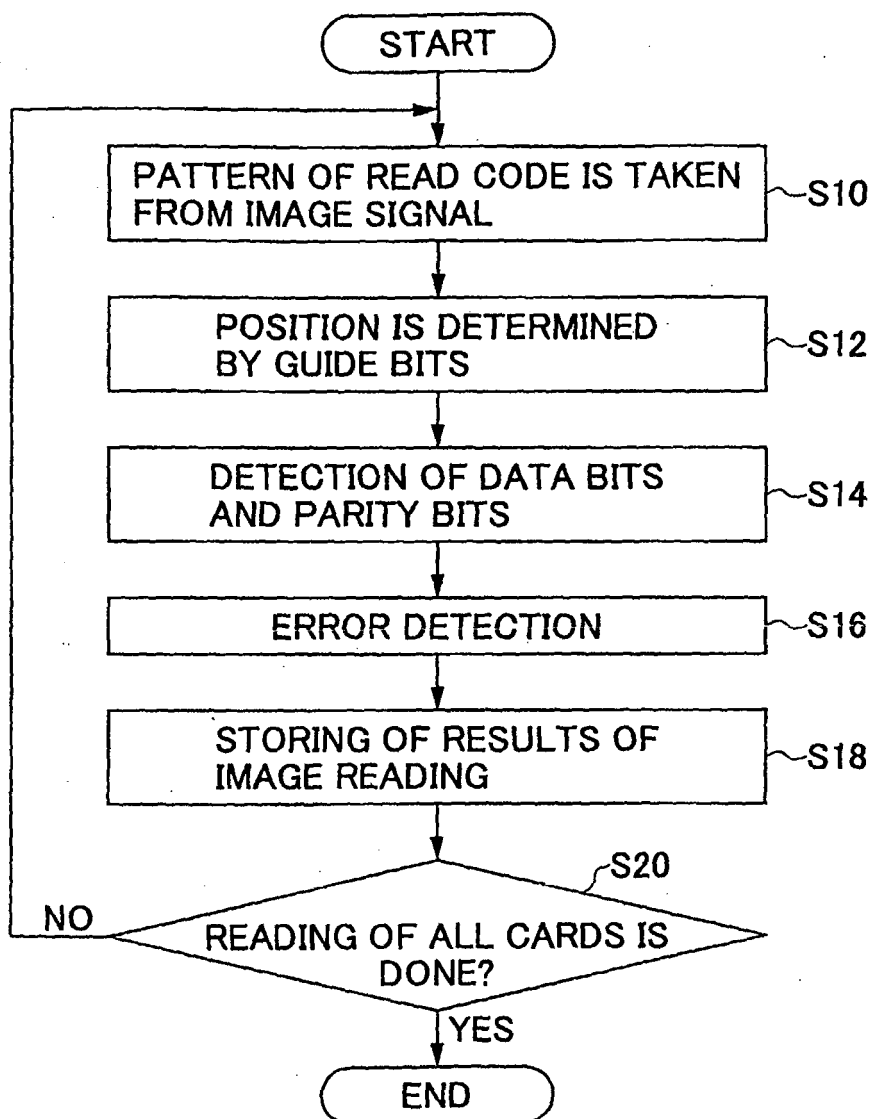 START
PATTERN OF READ CODE IS TAKEN
FROM IMAGE SIGNAL
S10
POSITION IS DETERMINED
BY GUIDE BITS
S12
DETECTION OF DATA BITS
AND PARITY BITS
S14
ERROR DETECTION
S16
STORING OF RESULTS OF
IMAGE READING
S18
S20
NO
READING OF ALL CARDS IS
DONE?
YES
END